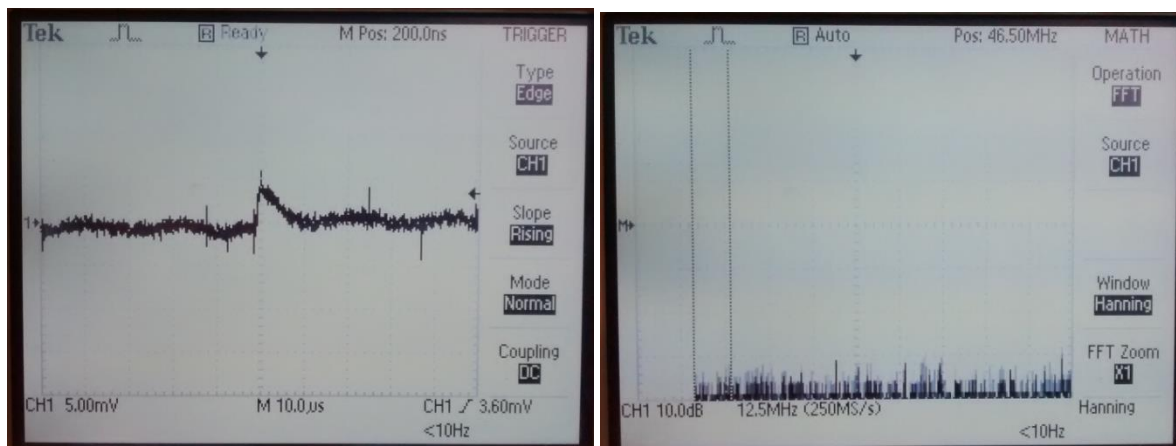 Tek R Ready M Pos: 200.0ns TRIGGER
Type
Edge
Source
CH1
Slope
Rising
Mode
Normal
Coupling
DC
1
CH1 5.00mV M 10.0µs CH1 3.60mV
<10Hz
Tek R Auto Pos: 46.50MHz MATH
Operation
FFT
Source
CH1
Window
Hanning
FFT Zoom
X1
M
CH1 10.0dB 12.5MHz (250MS/s) Hanning
<10Hz